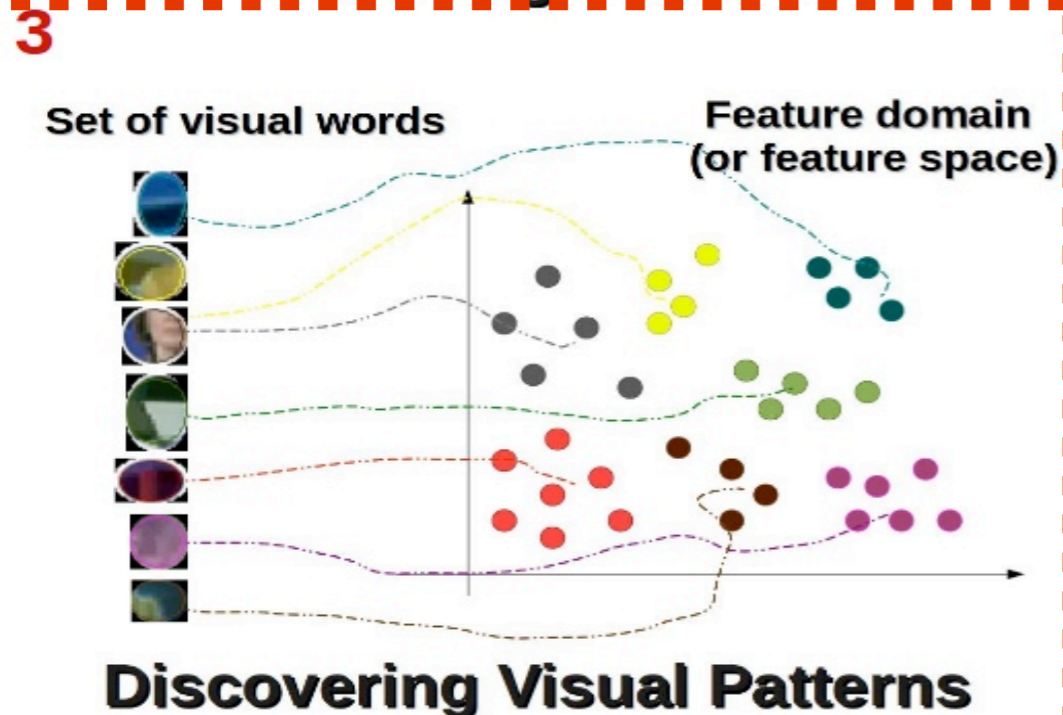 3
Set of visual words
Feature domain
(or feature space)
Discovering Visual Patterns